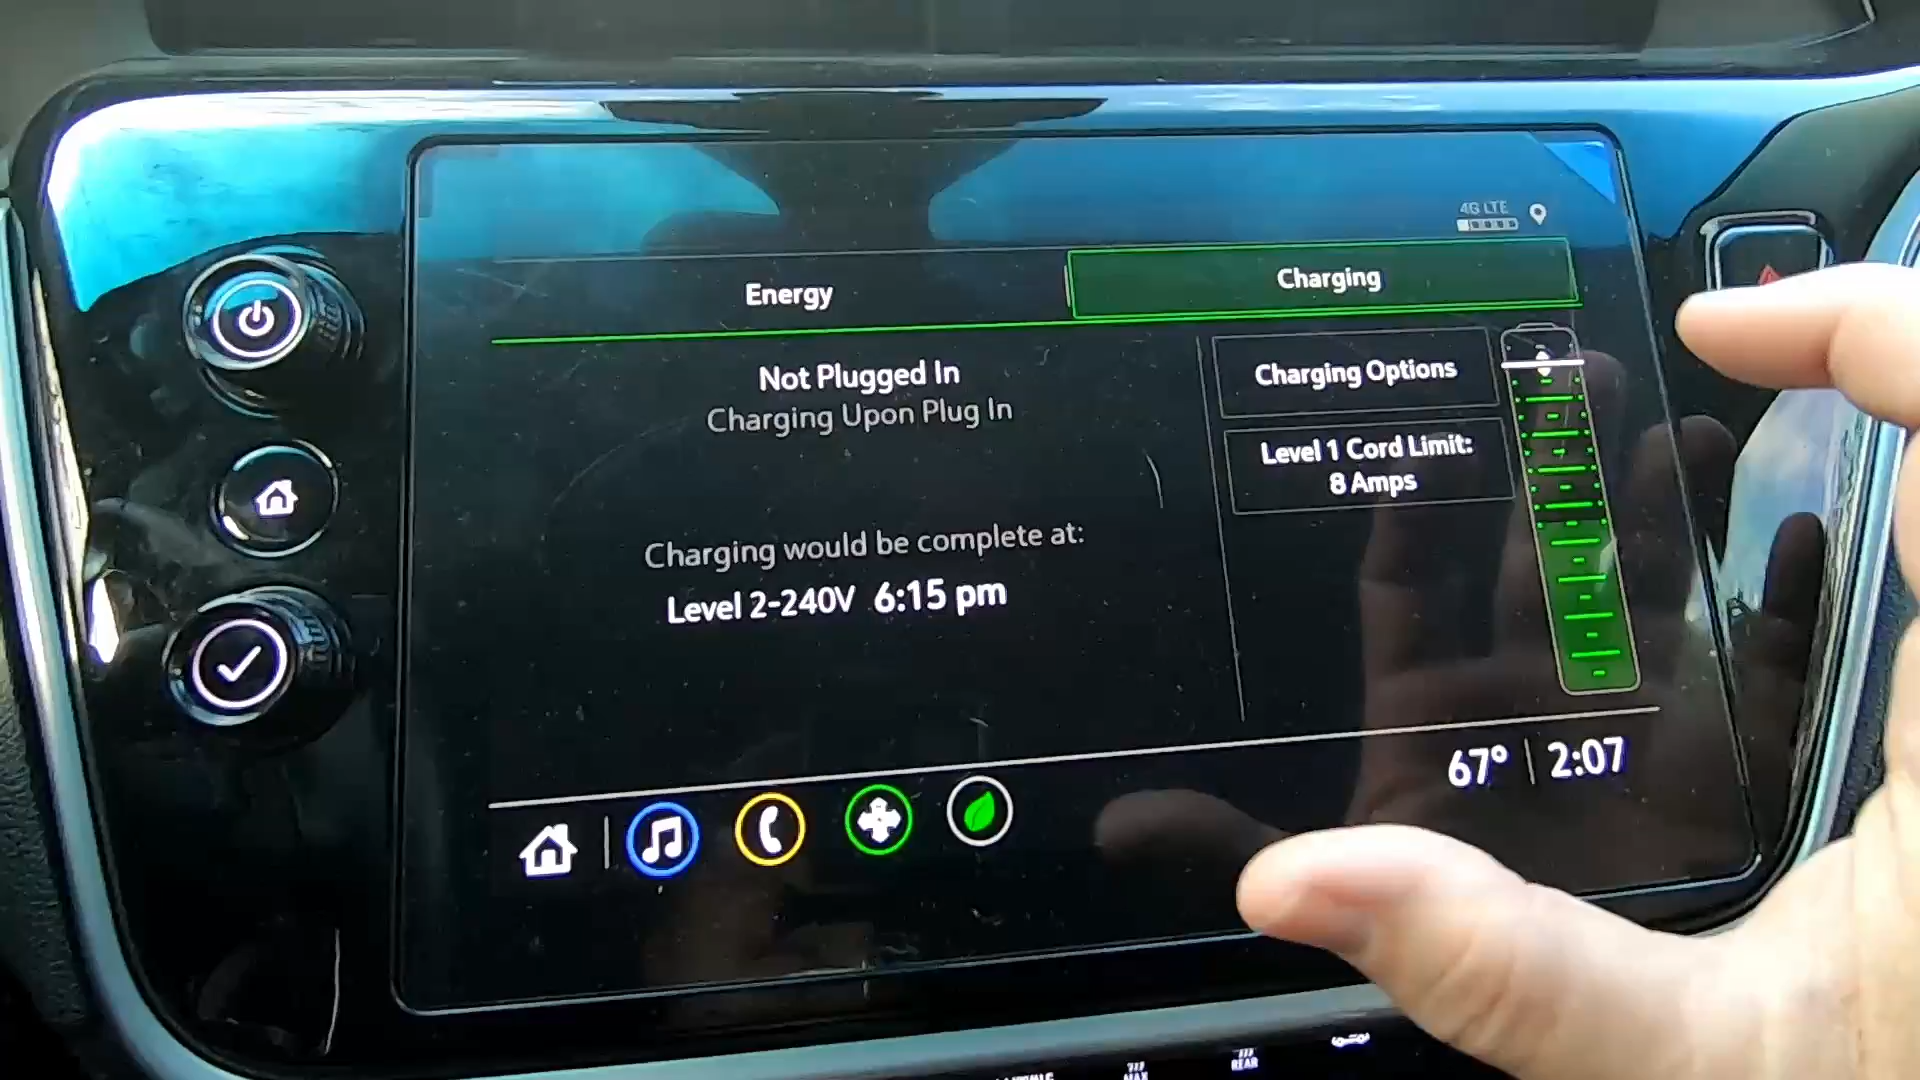 4G LTE
Energy
Charging
Not Plugged In
Charging Upon Plug In
Charging Options
Level 1 Cord Limit:
8 Amps
Charging would be complete at:
Level 2-240V 6:15 pm
67° 2:07
REAR